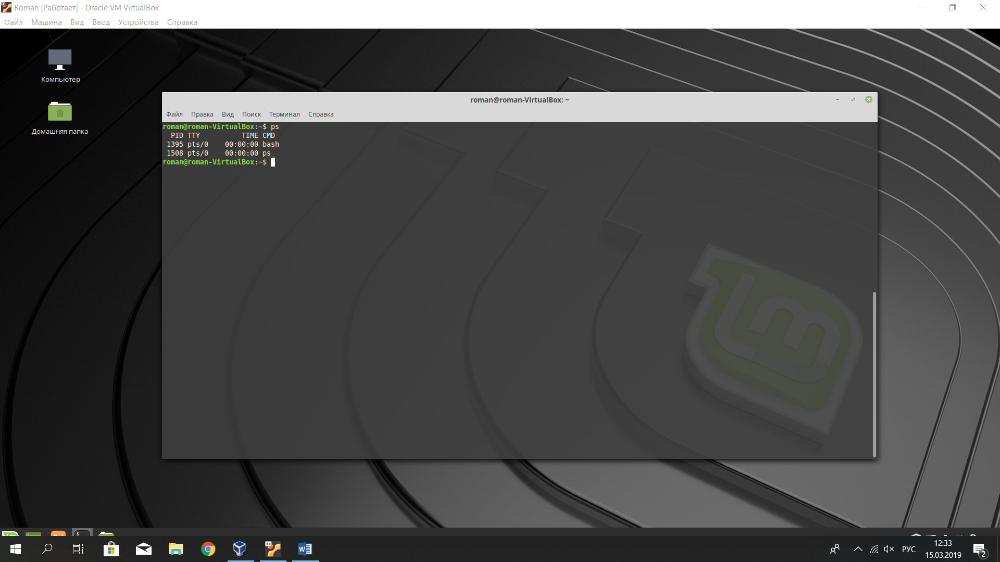 Roman [Работает] - Oracle VM VirtualBox
Файл Машина Вид Ввод Устройства Справка
Компьютер
Домашняя папка
roman@roman-VirtualBox: ~
Файл Правка Вид Поиск Терминал Справка
roman@roman-VirtualBox:~$ ps
  PID TTY          TIME CMD
 1395 pts/0    00:00:00 bash
 1508 pts/0    00:00:00 ps
roman@roman-VirtualBox:~$
64
W
РУС
12:33
15.03.2019
2